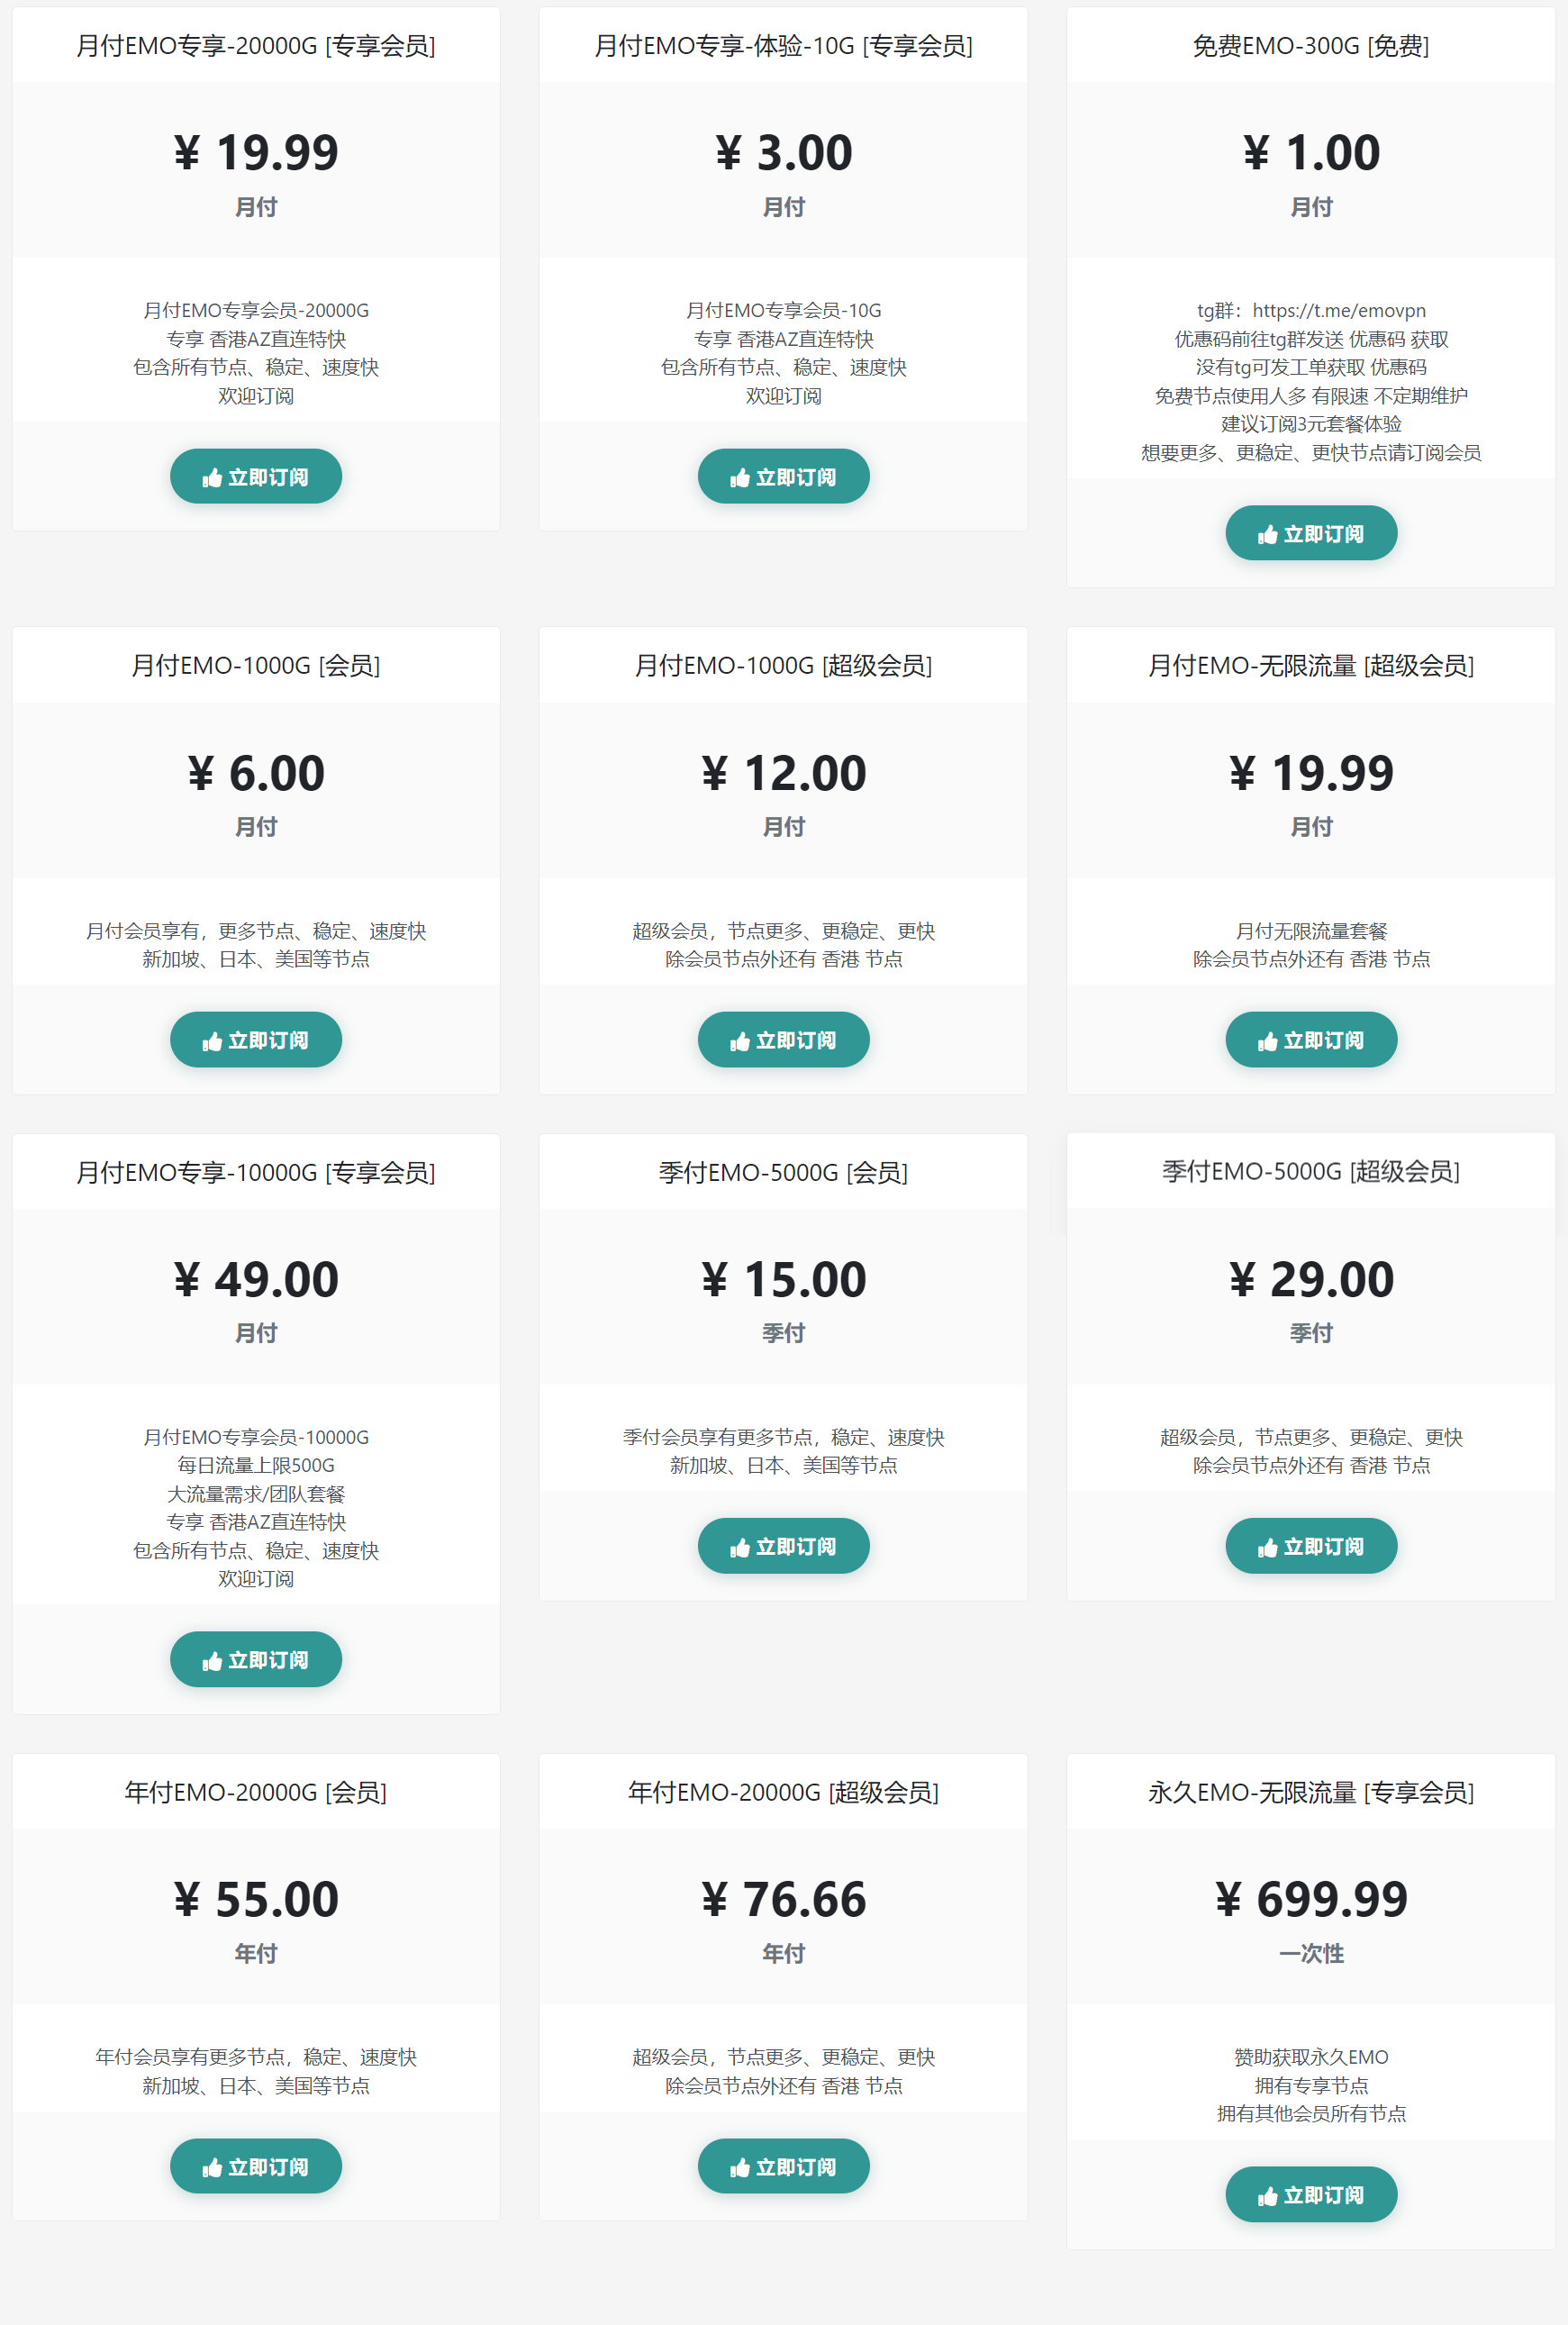 月付EMO专享-20000G [专享会员]
¥ 19.99
月付
月付EMO专享会员-20000G
专享 香港AZ直连特快
包含所有节点、稳定、速度快
欢迎订阅
立即订阅
月付EMO专享-体验-10G [专享会员]
¥ 3.00
月付
月付EMO专享会员-10G
专享 香港AZ直连特快
包含所有节点、稳定、速度快
欢迎订阅
立即订阅
免费EMO-300G [免费]
¥ 1.00
月付
tg群：https://t.me/emovpn
优惠码前往tg群发送 优惠码 获取
没有tg可发工单获取 优惠码
免费节点使用人多 有限速 不定期维护
建议订阅3元套餐体验
想要更多、更稳定、更快节点请订阅会员
立即订阅
月付EMO-1000G [会员]
¥ 6.00
月付
月付会员享有，更多节点、稳定、速度快
新加坡、日本、美国等节点
立即订阅
月付EMO-1000G [超级会员]
¥ 12.00
月付
超级会员，节点更多、更稳定、更快
除会员节点外还有 香港 节点
立即订阅
月付EMO-无限流量 [超级会员]
¥ 19.99
月付
月付无限流量套餐
除会员节点外还有 香港 节点
立即订阅
月付EMO专享-10000G [专享会员]
¥ 49.00
月付
月付EMO专享会员-10000G
每日流量上限500G
大流量需求/团队套餐
专享 香港AZ直连特快
包含所有节点、稳定、速度快
欢迎订阅
立即订阅
季付EMO-5000G [会员]
¥ 15.00
季付
季付会员享有更多节点，稳定、速度快
新加坡、日本、美国等节点
立即订阅
季付EMO-5000G [超级会员]
¥ 29.00
季付
超级会员，节点更多、更稳定、更快
除会员节点外还有 香港 节点
立即订阅
年付EMO-20000G [会员]
¥ 55.00
年付
年付会员享有更多节点，稳定、速度快
新加坡、日本、美国等节点
立即订阅
年付EMO-20000G [超级会员]
¥ 76.66
年付
超级会员，节点更多、更稳定、更快
除会员节点外还有 香港 节点
立即订阅
永久EMO-无限流量 [专享会员]
¥ 699.99
一次性
赞助获取永久EMO
拥有专享节点
拥有其他会员所有节点
立即订阅